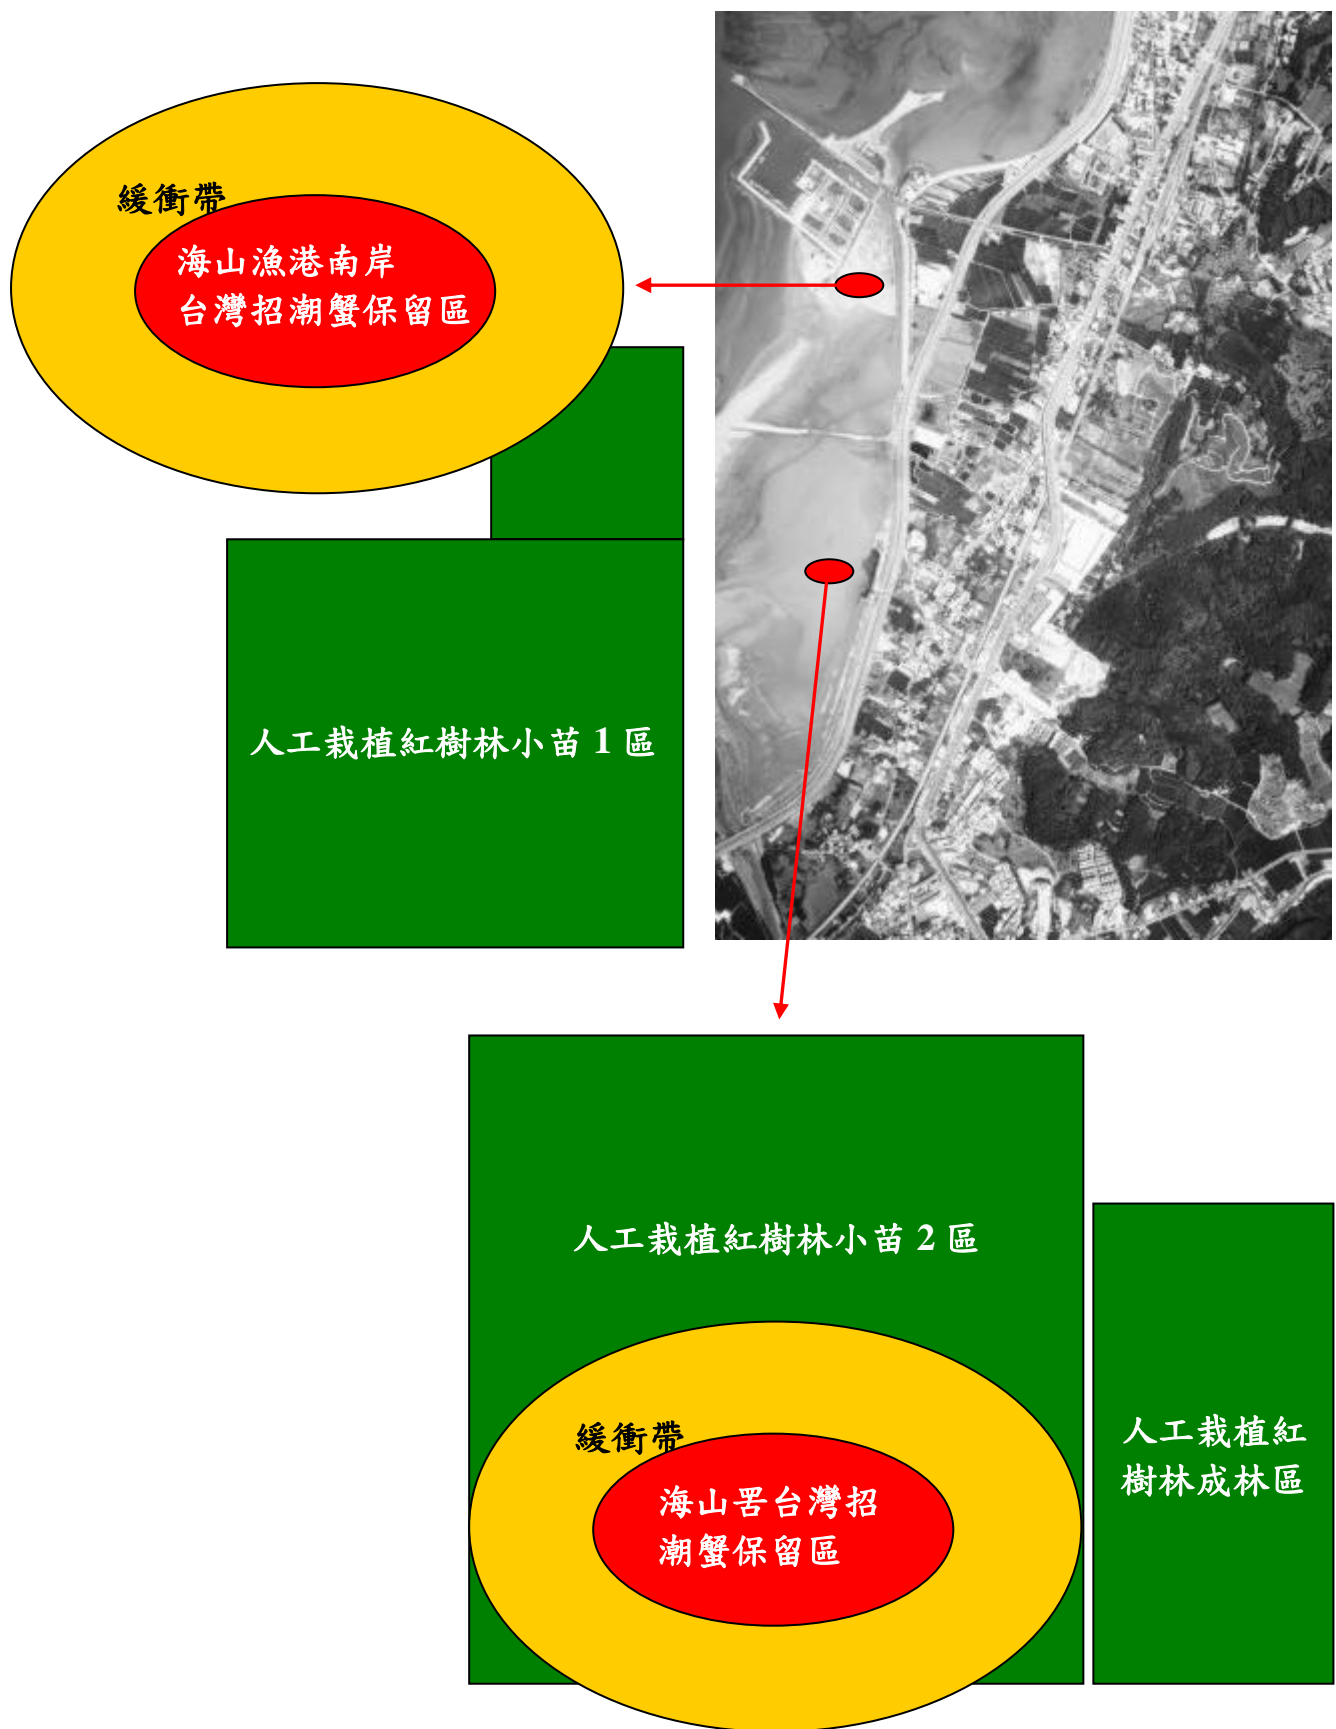 緩衝帶
海山漁港南岸
台灣招潮蟹保留區
人工栽植紅樹林小苗 1 區
人工栽植紅樹林小苗 2 區
緩衝帶
海山罟台灣招
潮蟹保留區
人工栽植紅
樹林成林區